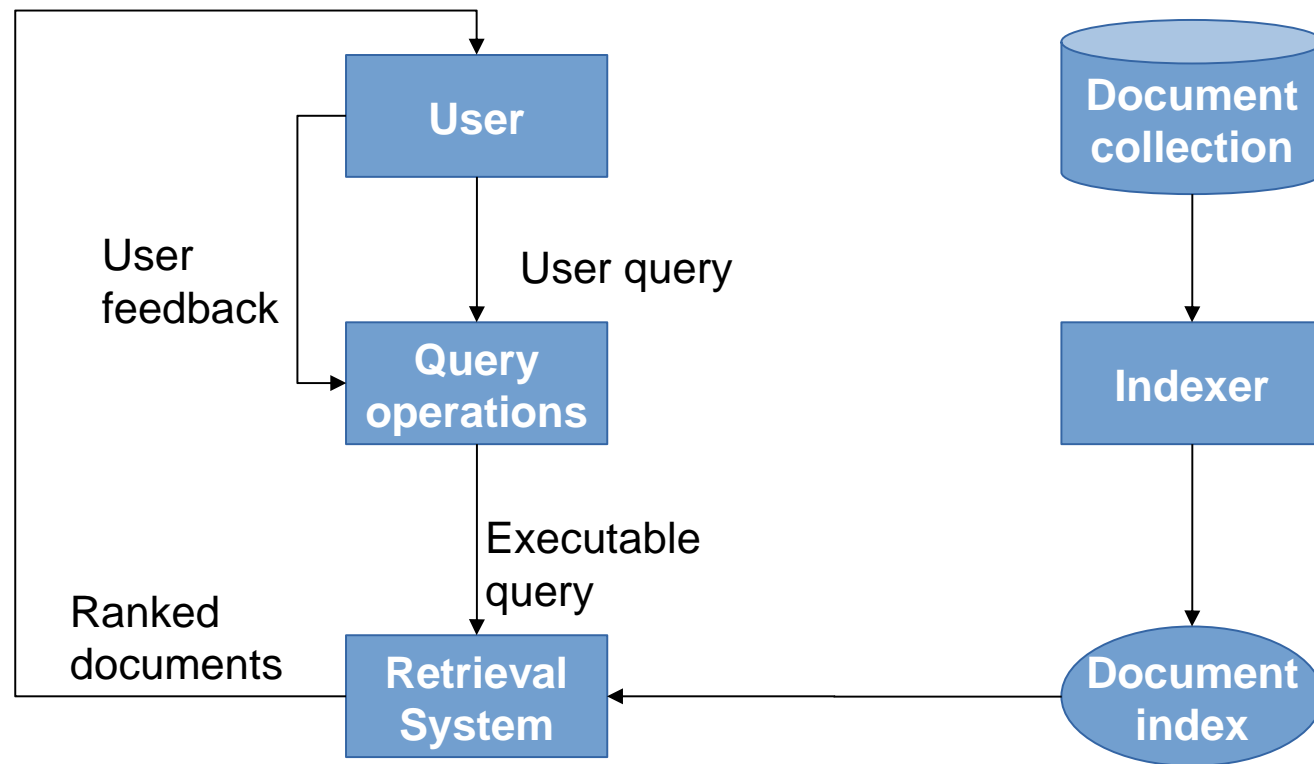 User
Document
collection
User
feedback
User query
Query
operations
Indexer
Executable
query
Ranked
documents
Retrieval
System
Document
index